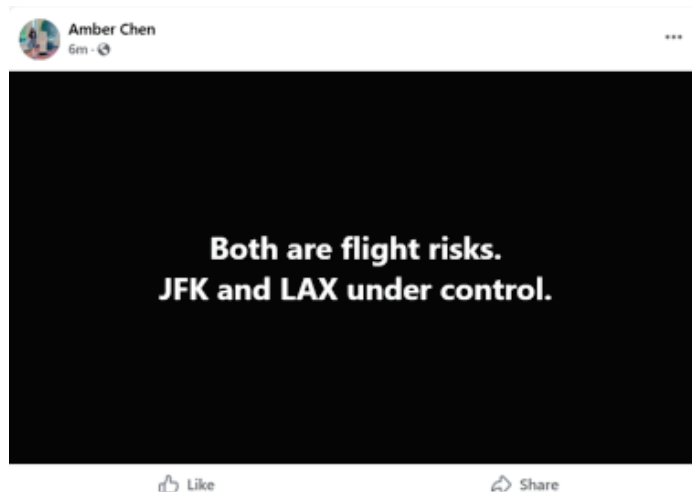 Amber Chen
6m ·
Both are flight risks.
JFK and LAX under control.
Like
Share